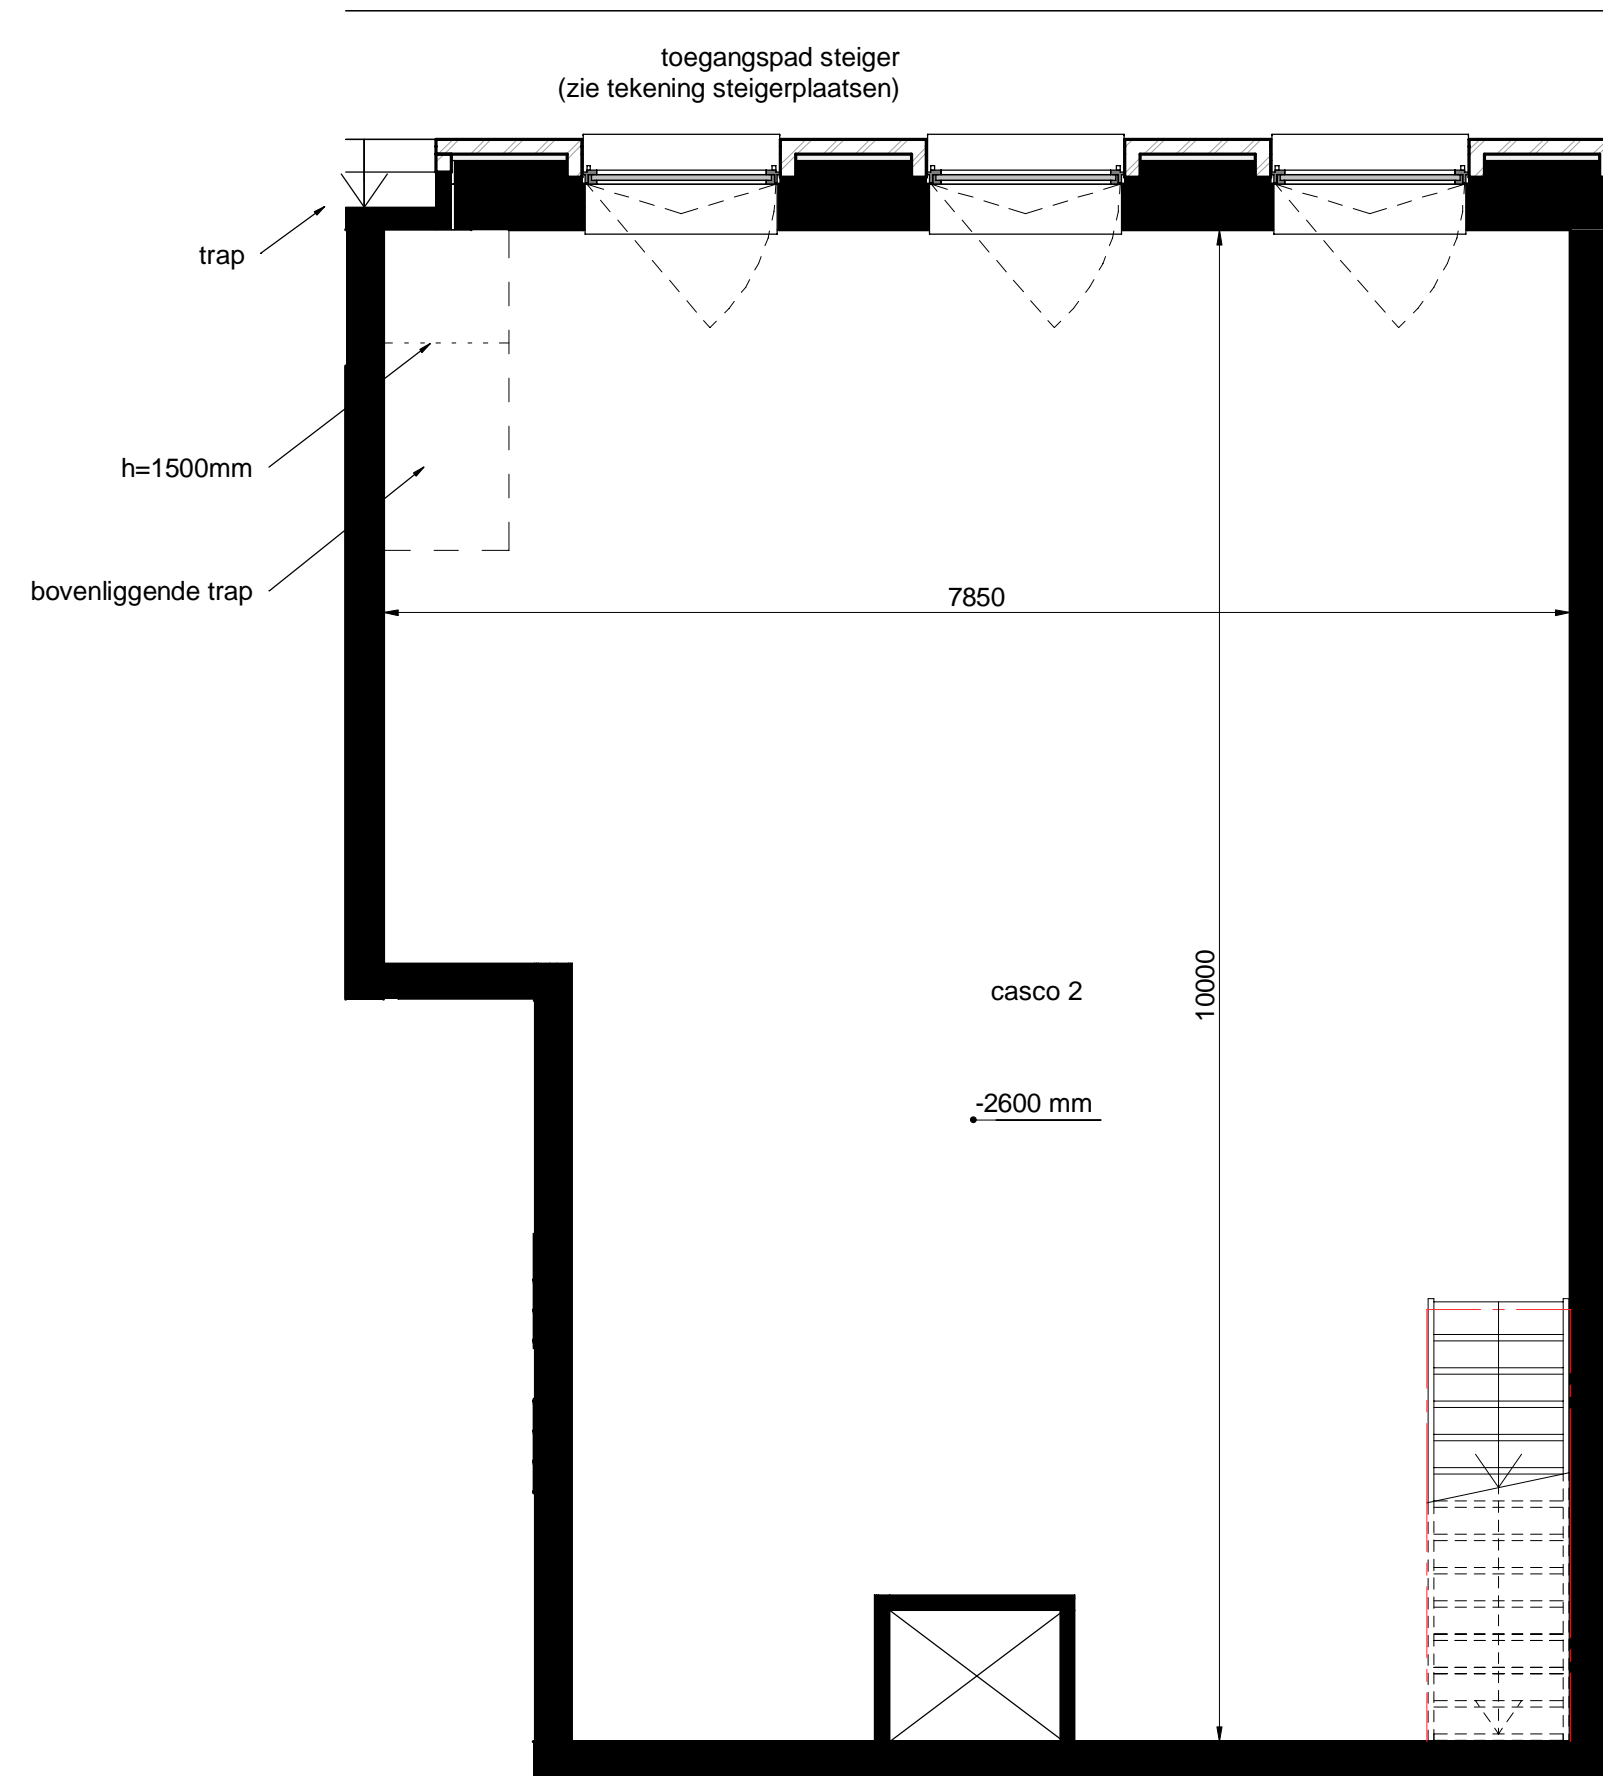 toegangspad steiger
(zie tekening steigerplaatsen)
trap
h=1500mm
bovenliggende trap
7850
10000
casco 2
-2600 mm